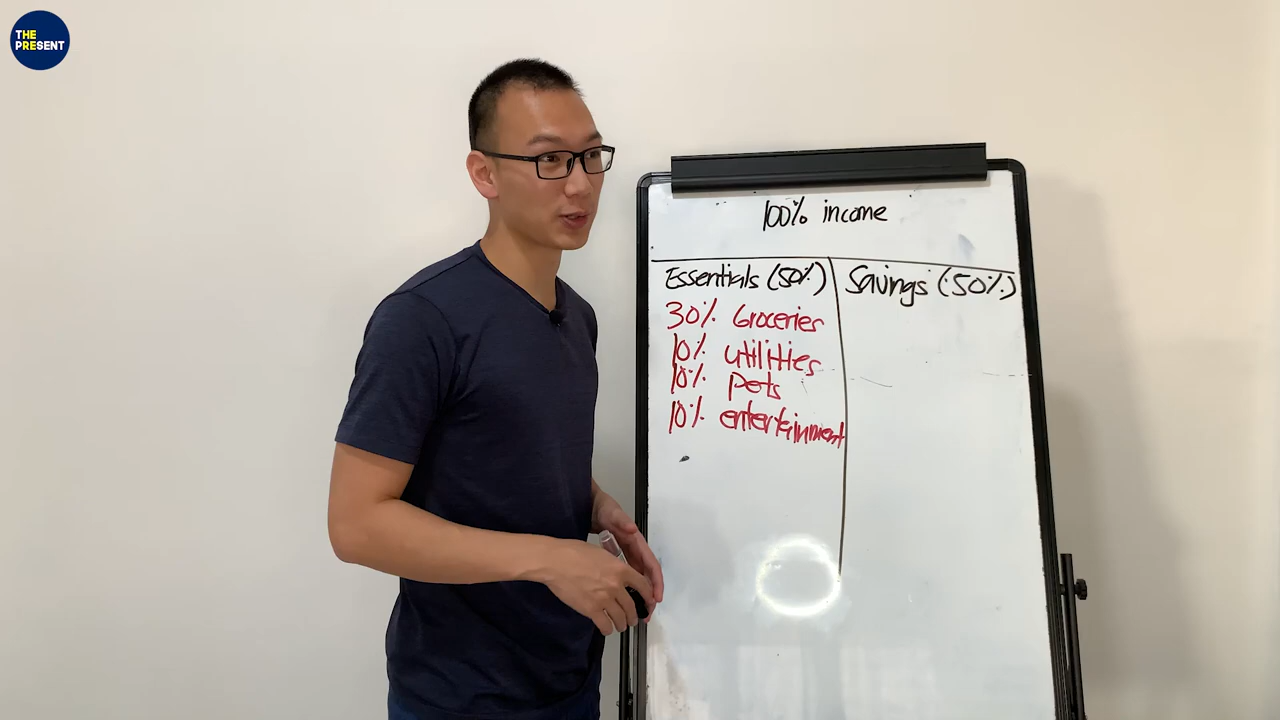 THE
PRESENT
100% income
Essentials (50%)
30% Groceries
10% utilities
10% pets
10% entertainment
Savings (50%)